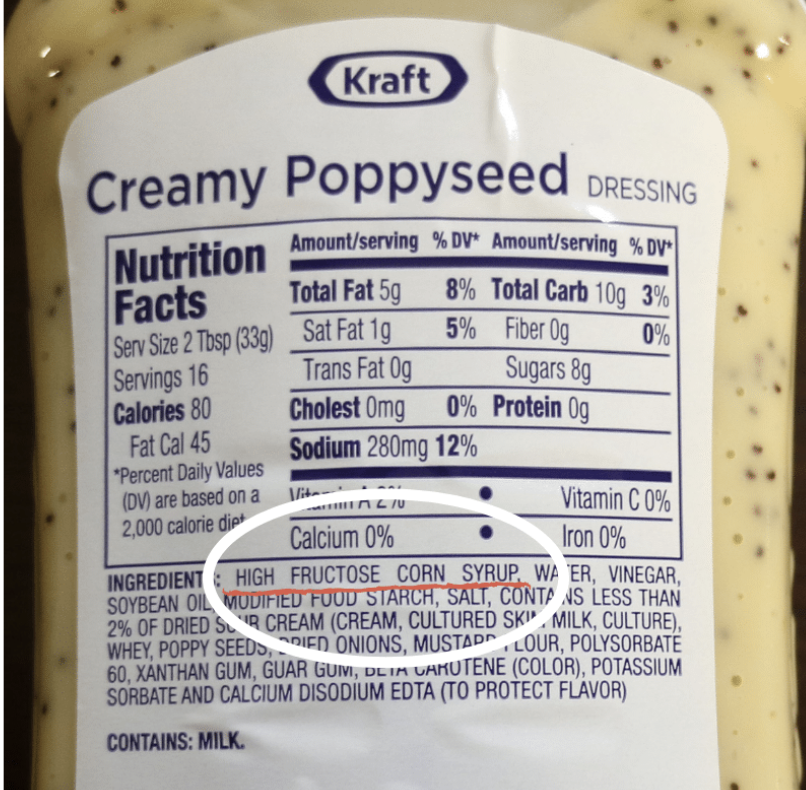 Kraft
Creamy Poppyseed DRESSING
Nutrition
Facts
Serv Size 2 Tbsp (33g)
Servings 16
Calories 80
Fat Cal 45
*Percent Daily Values
(DV) are based on a
2,000 calorie diet
Amount/serving % DV* Amount/serving % DV*
Total Fat 5g 8% Total Carb 10g 3%
Sat Fat 1g 5% Fiber 0g 0%
Trans Fat 0g Sugars 8g
Cholest 0mg 0% Protein 0g
Sodium 280mg 12%
Vitamin A 2% • Vitamin C 0%
Calcium 0% • Iron 0%
INGREDIENTS: HIGH FRUCTOSE CORN SYRUP, WATER, VINEGAR,
SOYBEAN OIL, MODIFIED FOOD STARCH, SALT, CONTAINS LESS THAN
2% OF DRIED SOUR CREAM (CREAM, CULTURED SKIM MILK, CULTURE),
WHEY, POPPY SEEDS, DRIED ONIONS, MUSTARD FLOUR, POLYSORBATE
60, XANTHAN GUM, GUAR GUM, BETA CAROTENE (COLOR), POTASSIUM
SORBATE AND CALCIUM DISODIUM EDTA (TO PROTECT FLAVOR)
CONTAINS: MILK.